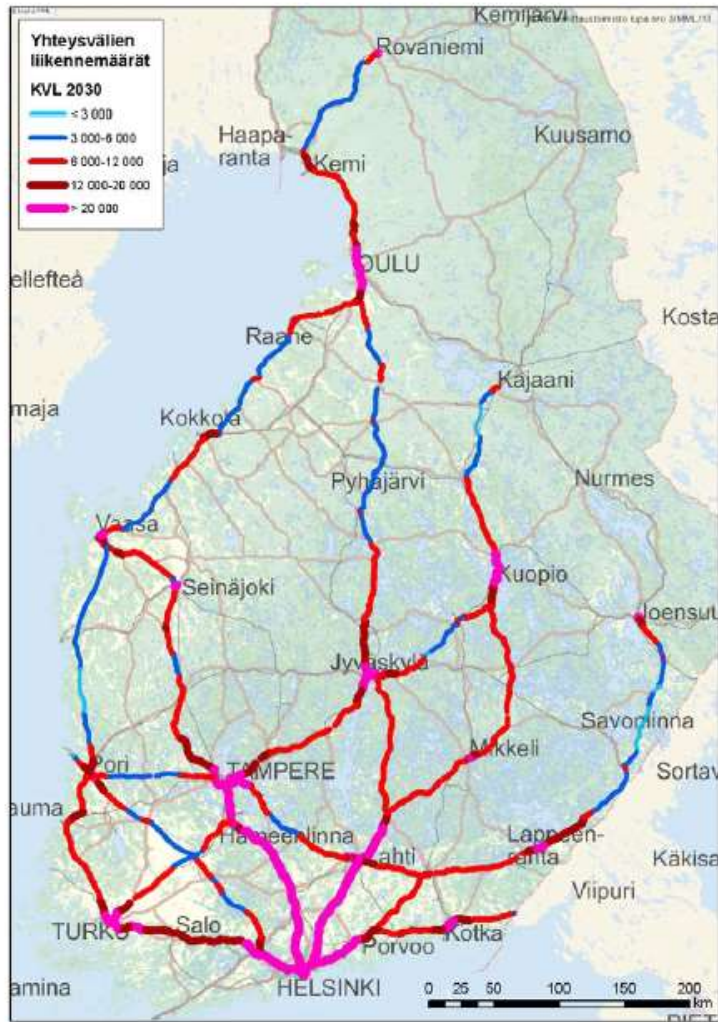 Kemijärvi
Yhteysvälien
liikennemäärät
KVL 2030
< 3 000
3 000-6 000
6 000-12 000
12 000-20 000
> 20 000
Rovaniemi
Haapa-
ranta
Kuusamo
Kemi
OULU
ellefteå
Kosta
Raahe
Kajaani
maja
Kokkola
Pyhäjärvi
Nurmes
Vaasa
Seinäjoki
Kuopio
Joensuu
Jyväskylä
Savonlinna
Mikkeli
Pori
TAMPERE
Sortav
auma
Hämeenlinna
Lahti
Lappeen-
ranta
Käkisa
Viipuri
TURKU
Salo
Porvoo
Kotka
amina
HELSINKI
0 25 50 100 150 200
km
PIET